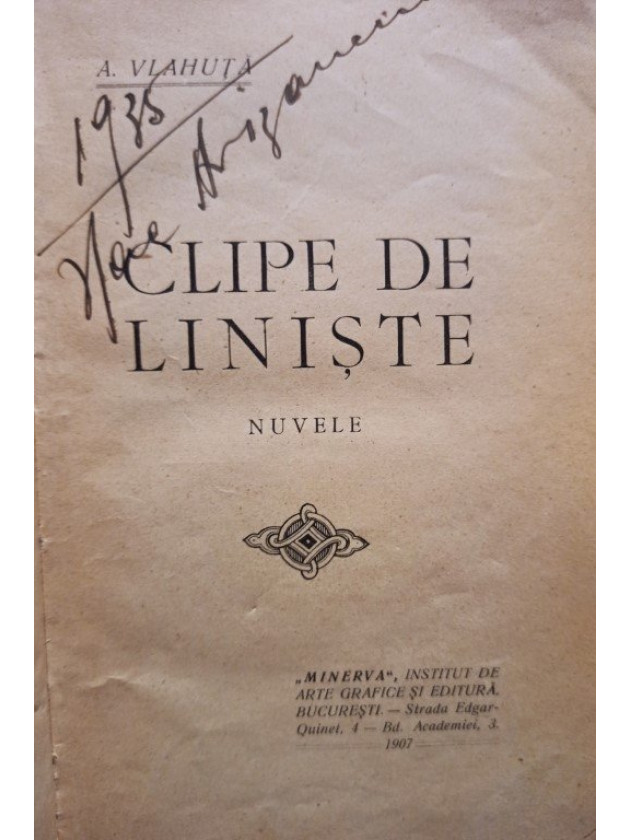 A. VLAHUȚĂ
1935
CLIPE DE
LINIȘTE
NUVELE
„MINERVA“, INSTITUT DE
ARTE GRAFICE ȘI EDITURĂ,
BUCUREȘTI. — Strada Edgar-
Quinet, 4 — Bd. Academiei, 3.
1907